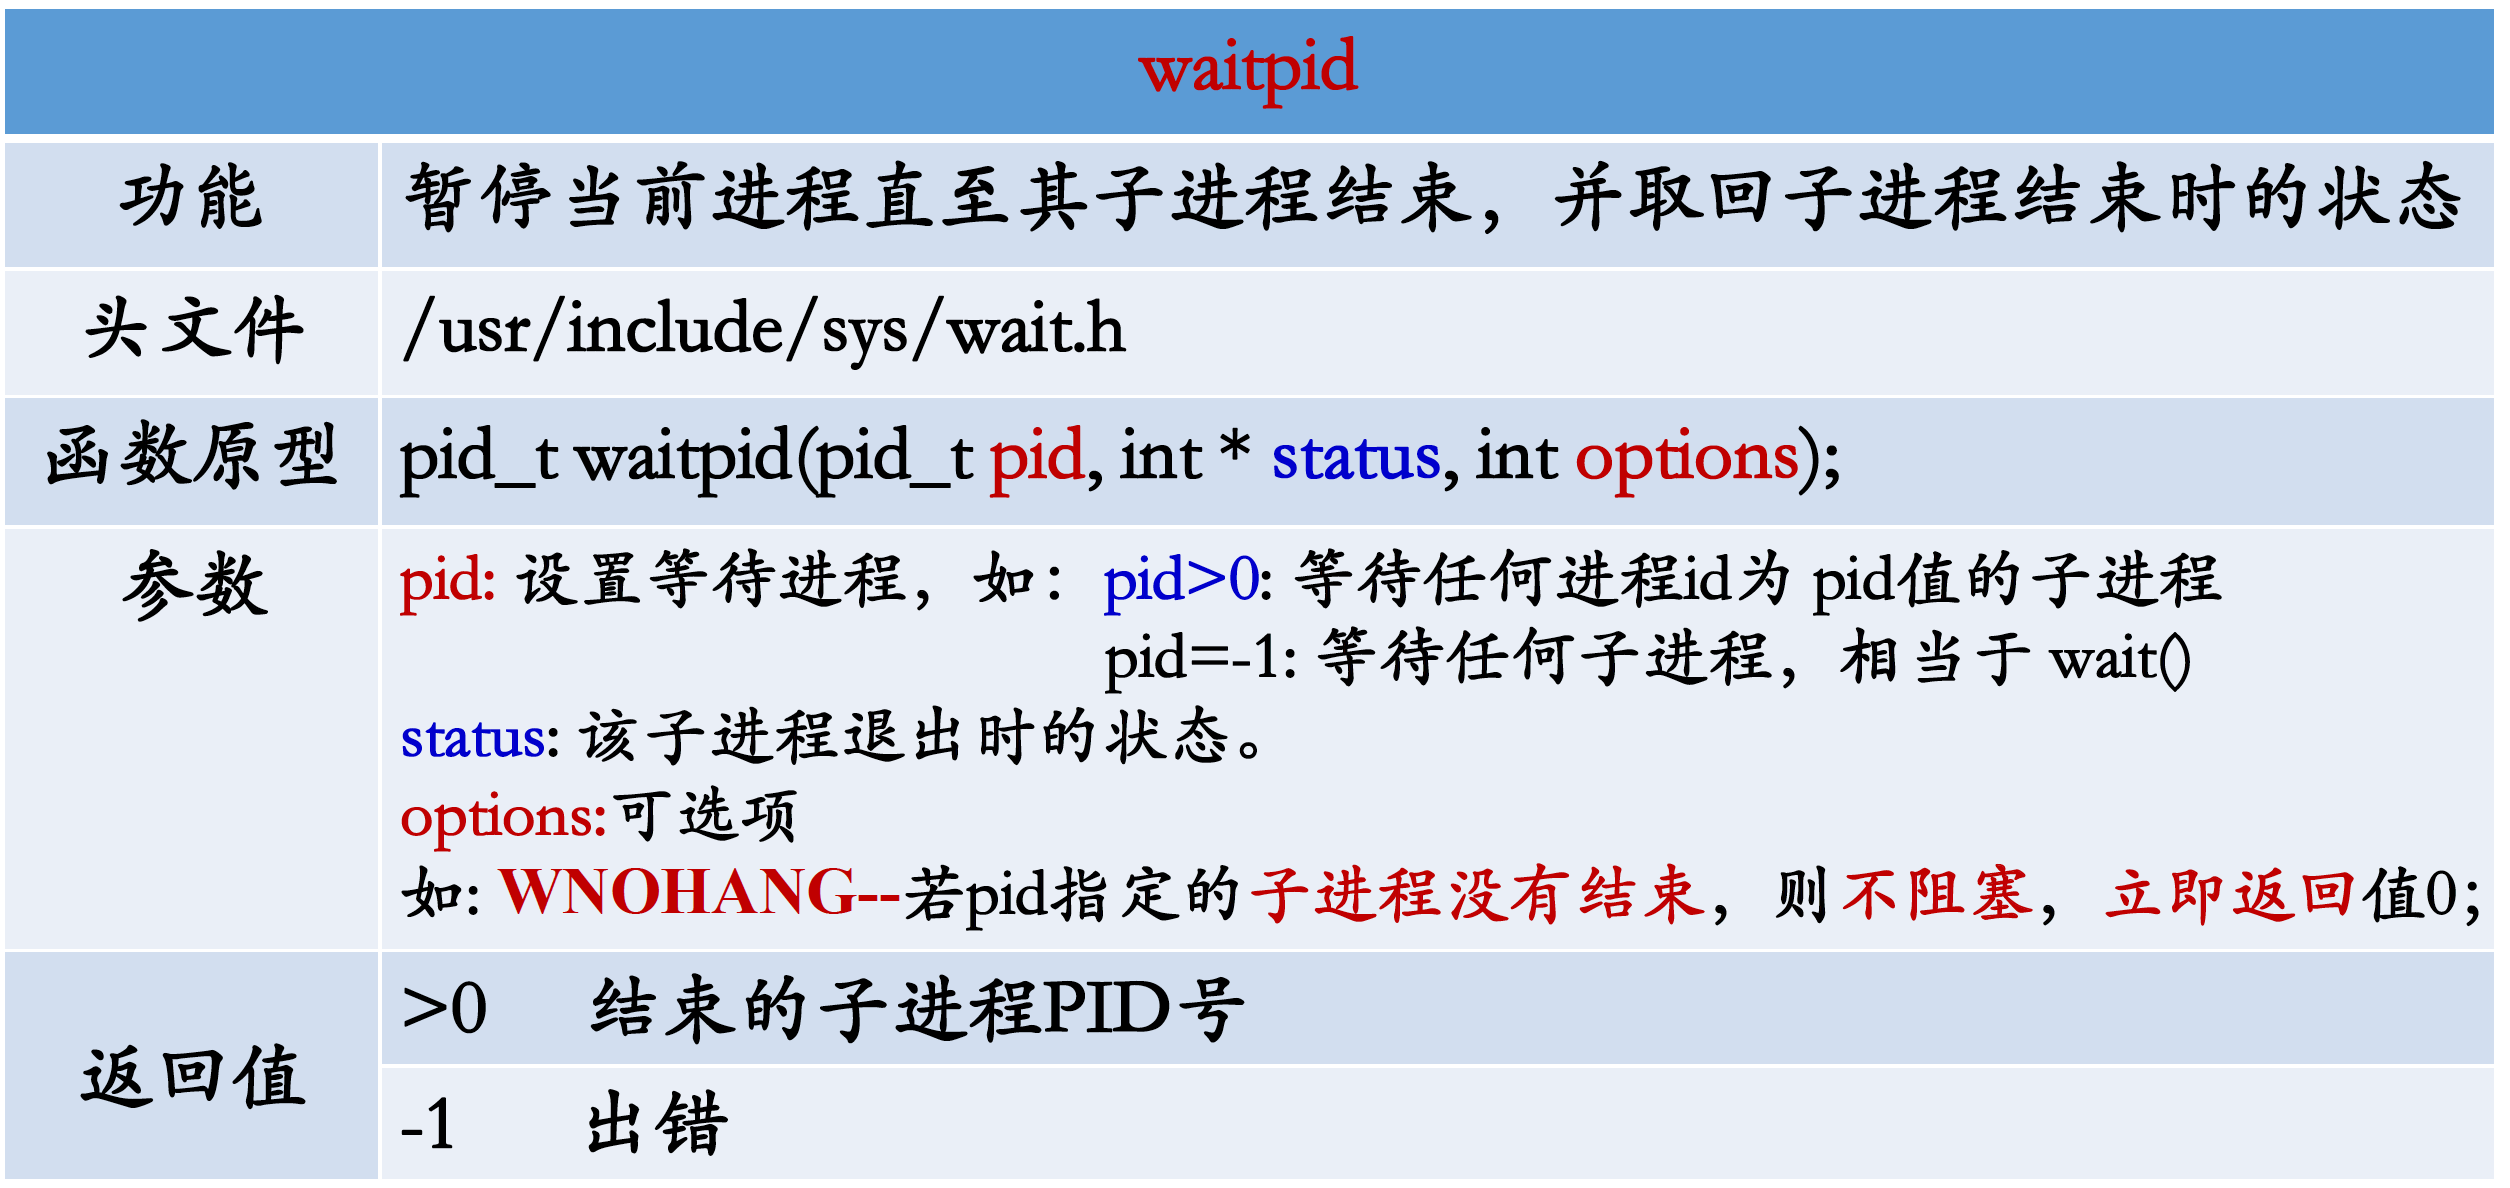 waitpid
功能 暂停当前进程直至其子进程结束，并取回子进程结束时的状态
头文件 /usr/include/sys/wait.h
函数原型 pid_t waitpid(pid_t pid, int * status, int options);
参数 pid: 设置等待进程，如：pid>0: 等待任何进程id为 pid值的子进程
pid=-1: 等待任何子进程，相当于 wait()
status: 该子进程退出时的状态。
options:可选项
如: WNOHANG--若pid指定的子进程没有结束，则不阻塞，立即返回值0;
返回值
>0 结束的子进程PID号
-1 出错